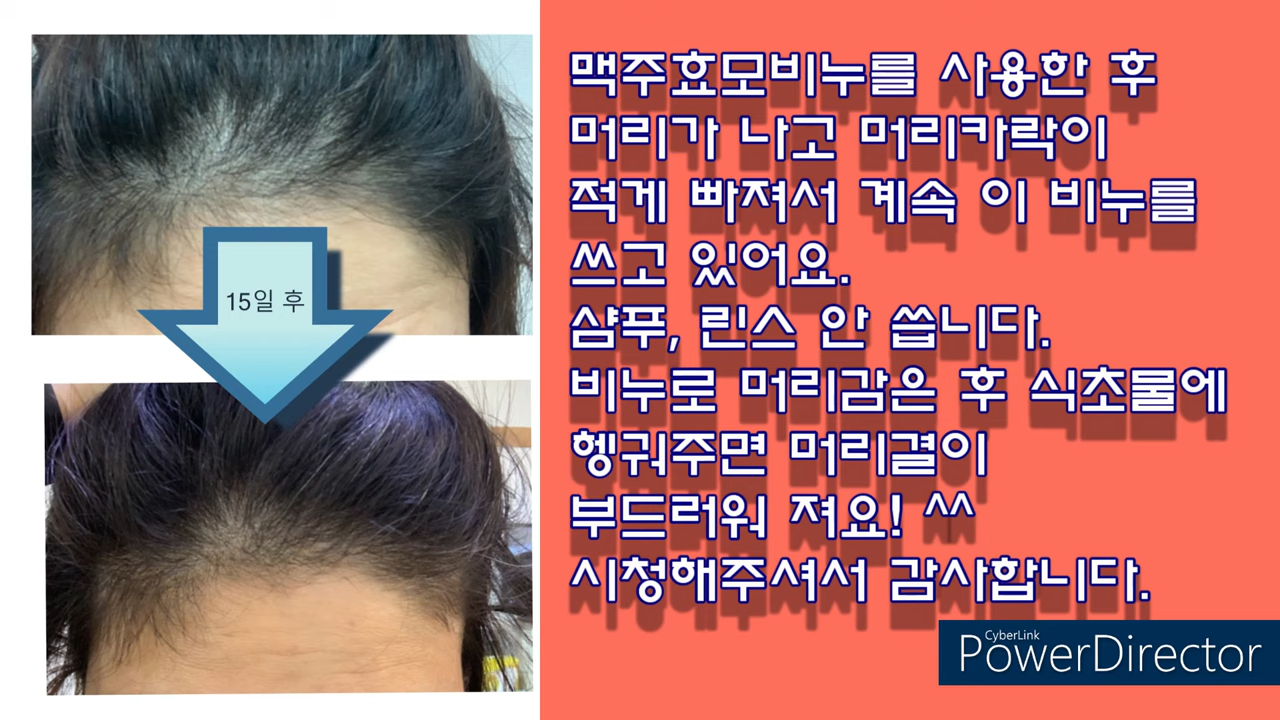 15일 후
맥주효모비누를 사용한 후
머리가 나고 머리카락이
적게 빠져서 계속 이 비누를
쓰고 있어요.
샴푸, 린스 안 씁니다.
비누로 머리감은 후 식초물에
헹궈주면 머리결이
부드러워 져요! ^^
시청해주셔서 감사합니다.
CyberLink
PowerDirector